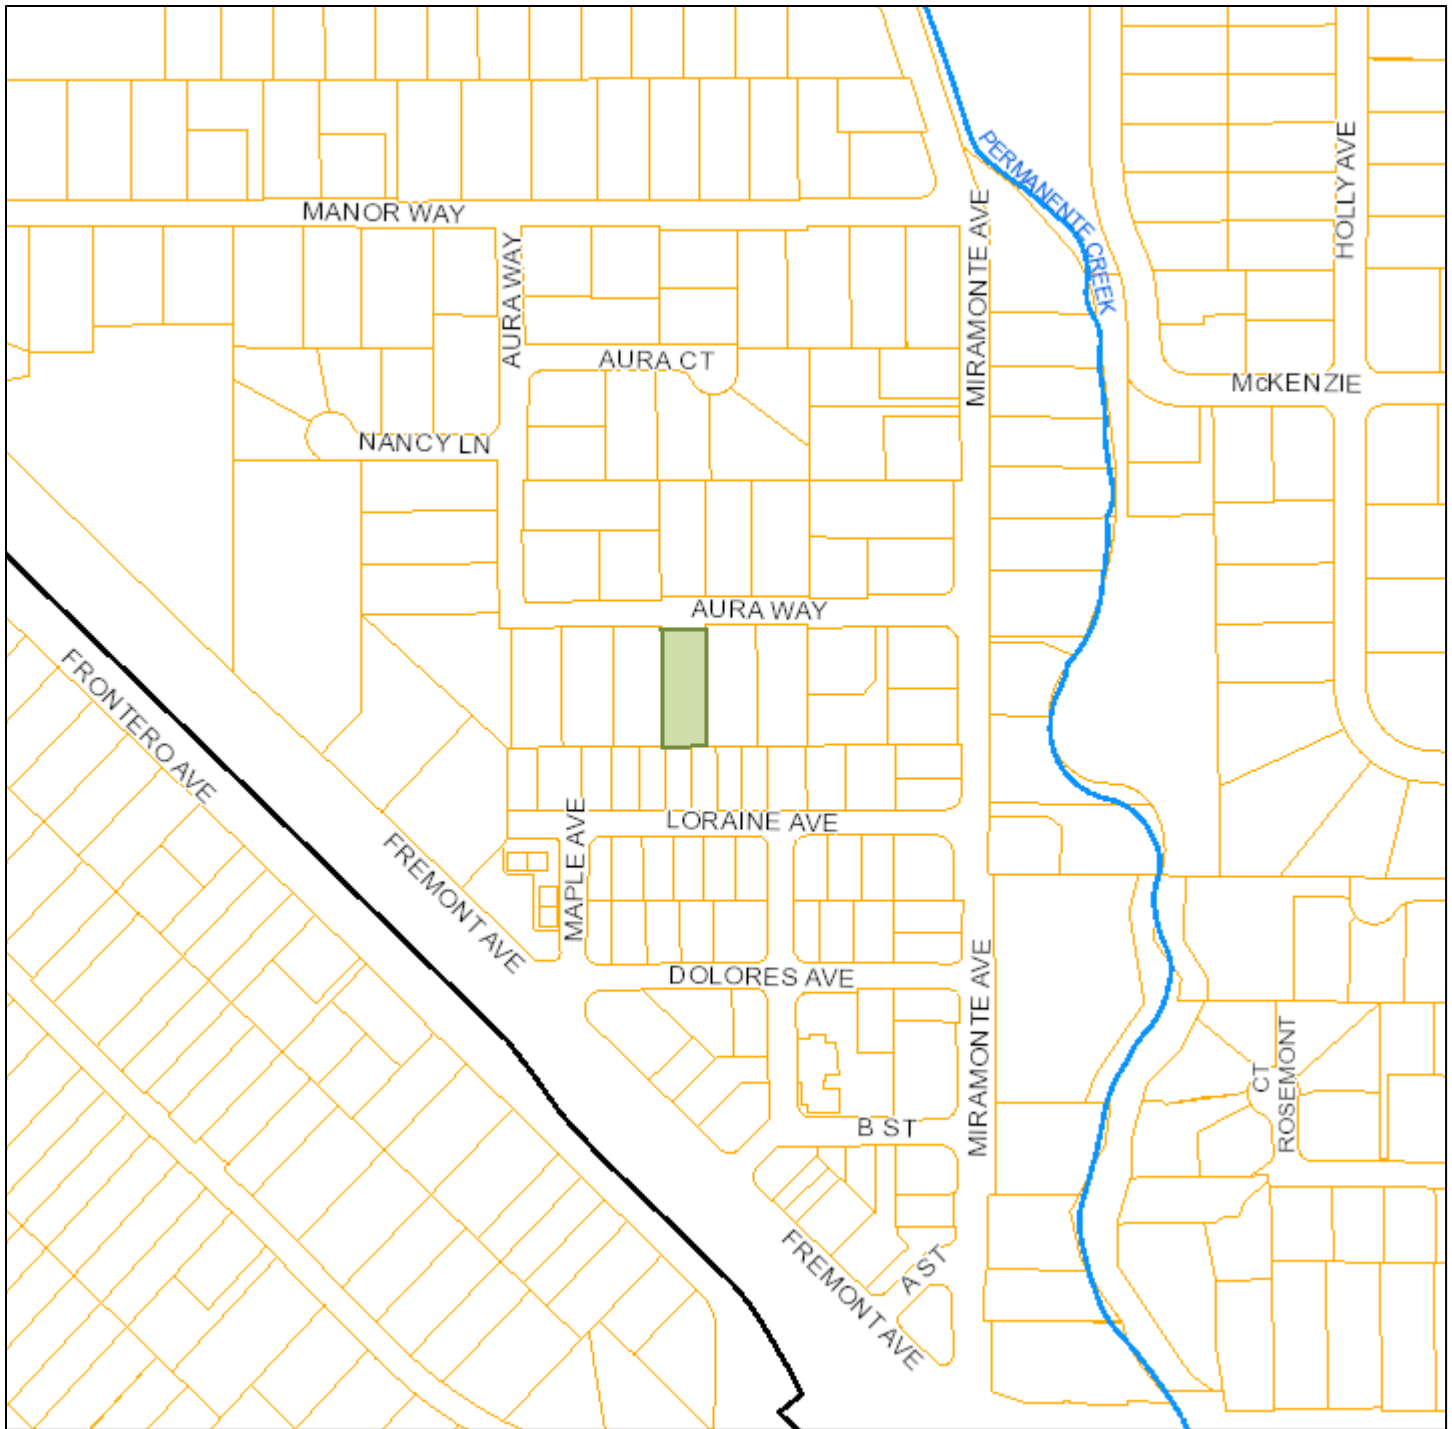 PERMANENTE CREEK
HOLLY AVE
MANOR WAY
MIRAMONTE AVE
AURA WAY
AURA CT
McKENZIE
NANCY LN
AURA WAY
FRONTERO AVE
LORAINE AVE
MAPLE AVE
FREMONT AVE
DOLORES AVE
MIRAMONTE AVE
CT
ROSEMONT
B ST
A ST
FREMONT AVE